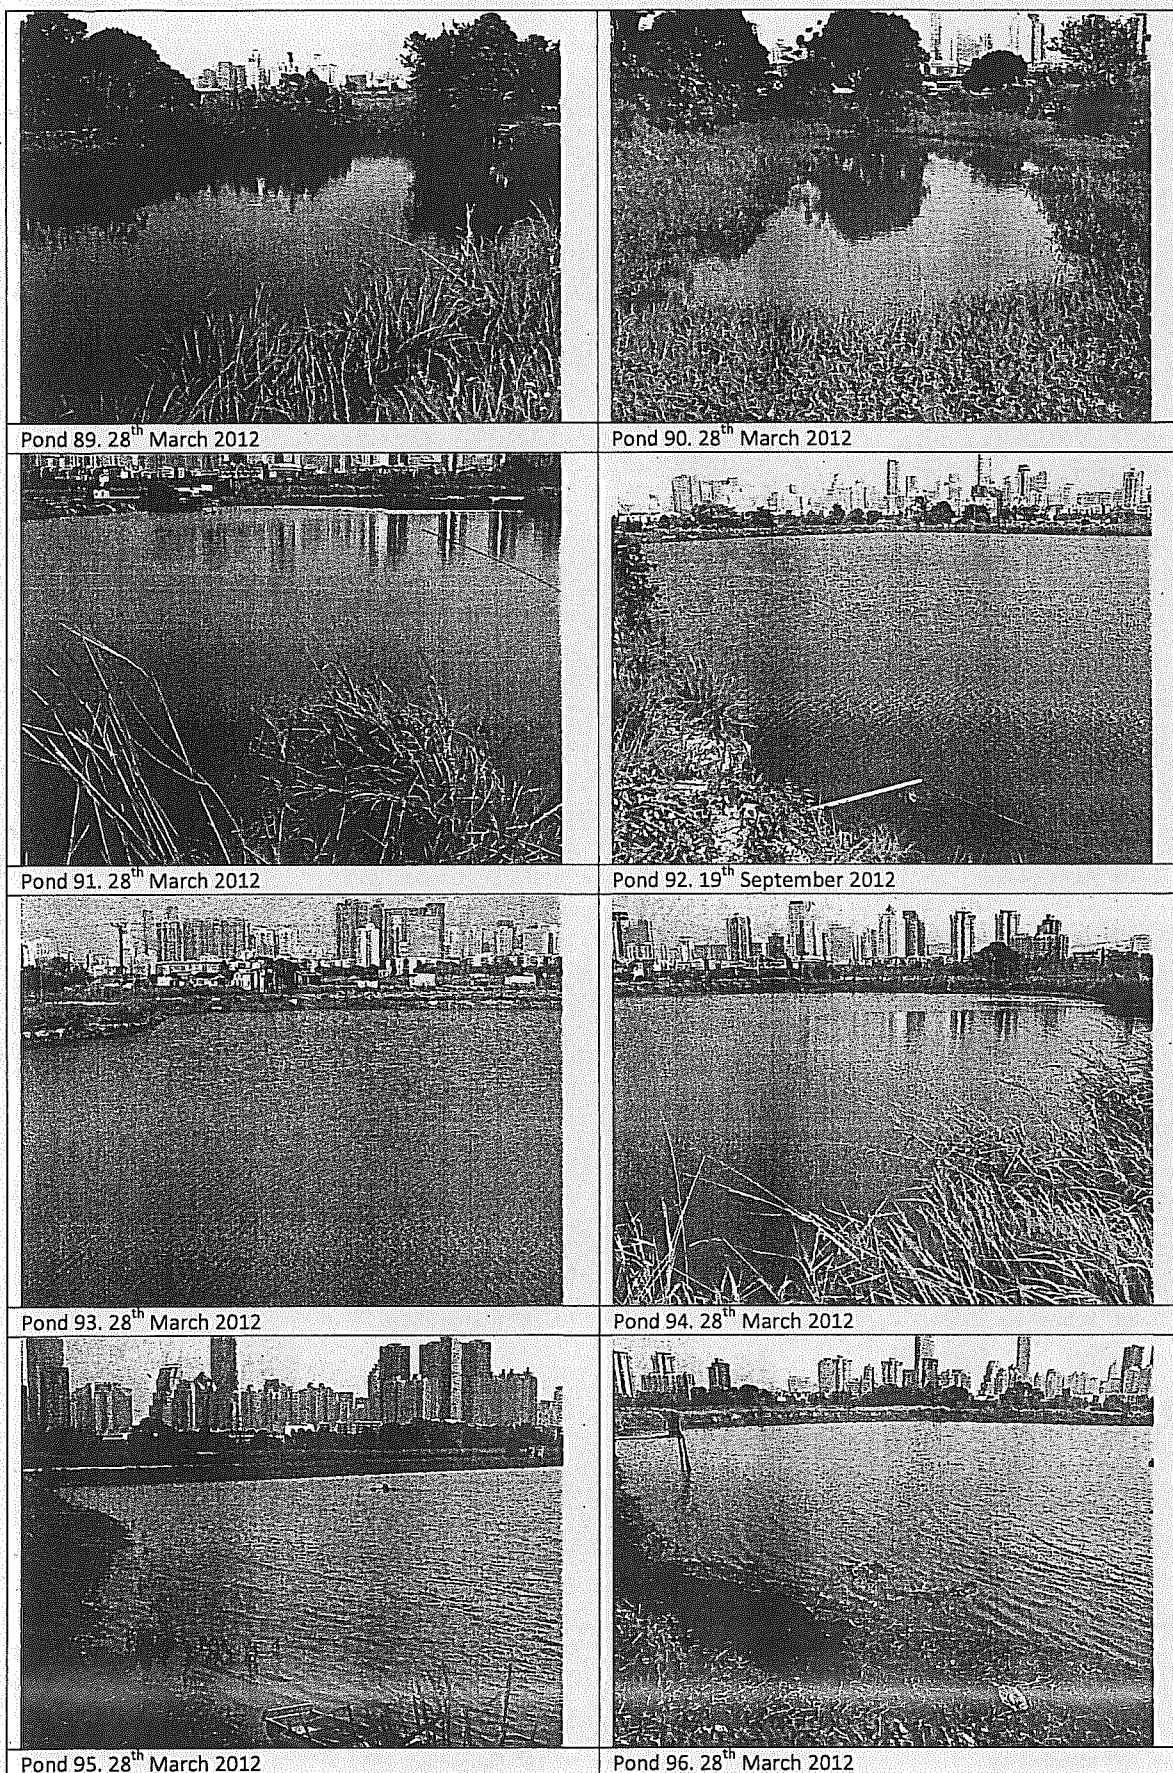 Pond 89. 28th March 2012
Pond 90. 28th March 2012
Pond 91. 28th March 2012
Pond 92. 19th September 2012
Pond 93. 28th March 2012
Pond 94. 28th March 2012
Pond 95. 28th March 2012
Pond 96. 28th March 2012